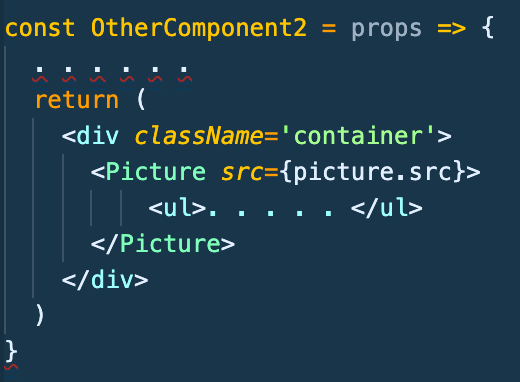 const OtherComponent2 = props => {
. . . . . .
return (
<div className='container'>
<Picture src={picture.src}>
<ul>. . . . . </ul>
</Picture>
</div>
)
}